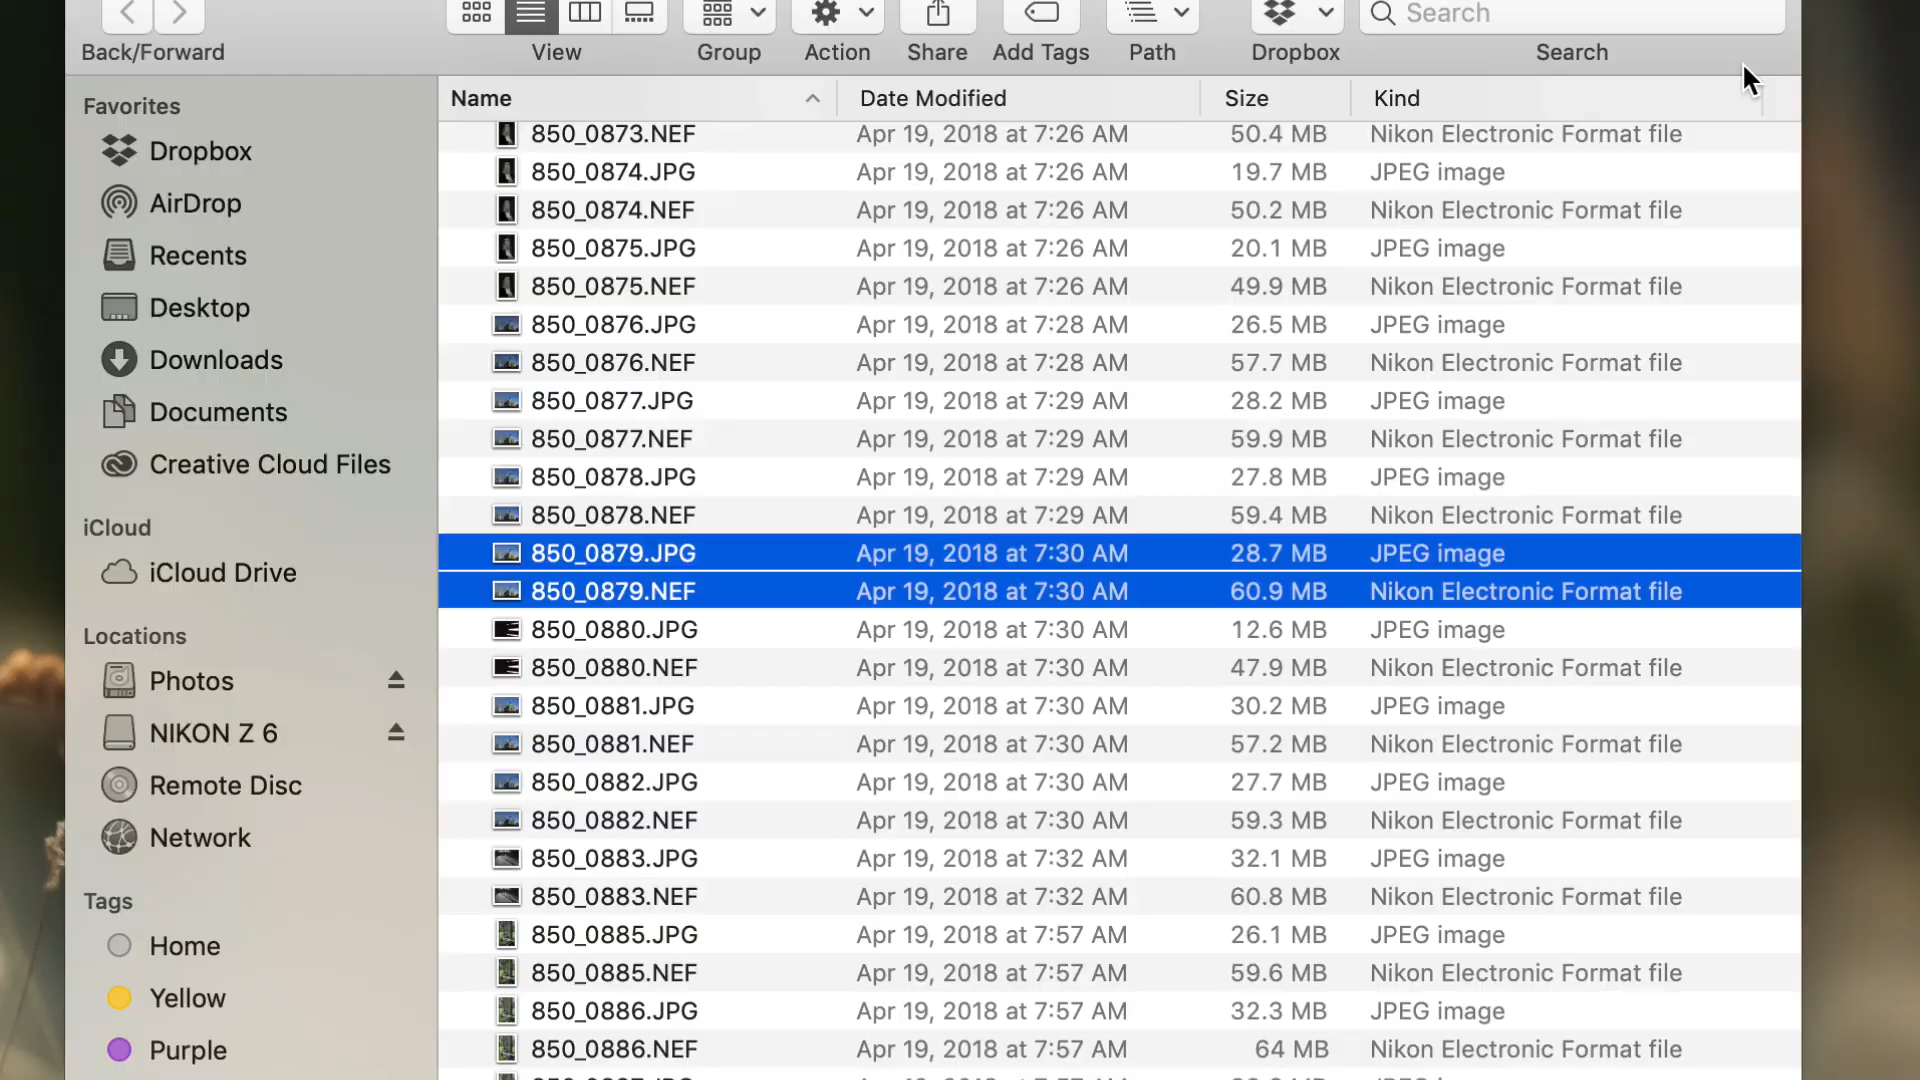 Search
Back/Forward View Group Action Share Add Tags Path Dropbox Search
Favorites
Dropbox
AirDrop
Recents
Desktop
Downloads
Documents
Creative Cloud Files
iCloud
iCloud Drive
Locations
Photos
NIKON Z 6
Remote Disc
Network
Tags
Home
Yellow
Purple
Name Date Modified Size Kind
850_0873.NEF Apr 19, 2018 at 7:26 AM 50.4 MB Nikon Electronic Format file
850_0874.JPG Apr 19, 2018 at 7:26 AM 19.7 MB JPEG image
850_0874.NEF Apr 19, 2018 at 7:26 AM 50.2 MB Nikon Electronic Format file
850_0875.JPG Apr 19, 2018 at 7:26 AM 20.1 MB JPEG image
850_0875.NEF Apr 19, 2018 at 7:26 AM 49.9 MB Nikon Electronic Format file
850_0876.JPG Apr 19, 2018 at 7:28 AM 26.5 MB JPEG image
850_0876.NEF Apr 19, 2018 at 7:28 AM 57.7 MB Nikon Electronic Format file
850_0877.JPG Apr 19, 2018 at 7:29 AM 28.2 MB JPEG image
850_0877.NEF Apr 19, 2018 at 7:29 AM 59.9 MB Nikon Electronic Format file
850_0878.JPG Apr 19, 2018 at 7:29 AM 27.8 MB JPEG image
850_0878.NEF Apr 19, 2018 at 7:29 AM 59.4 MB Nikon Electronic Format file
850_0879.JPG Apr 19, 2018 at 7:30 AM 28.7 MB JPEG image
850_0879.NEF Apr 19, 2018 at 7:30 AM 60.9 MB Nikon Electronic Format file
850_0880.JPG Apr 19, 2018 at 7:30 AM 12.6 MB JPEG image
850_0880.NEF Apr 19, 2018 at 7:30 AM 47.9 MB Nikon Electronic Format file
850_0881.JPG Apr 19, 2018 at 7:30 AM 30.2 MB JPEG image
850_0881.NEF Apr 19, 2018 at 7:30 AM 57.2 MB Nikon Electronic Format file
850_0882.JPG Apr 19, 2018 at 7:30 AM 27.7 MB JPEG image
850_0882.NEF Apr 19, 2018 at 7:30 AM 59.3 MB Nikon Electronic Format file
850_0883.JPG Apr 19, 2018 at 7:32 AM 32.1 MB JPEG image
850_0883.NEF Apr 19, 2018 at 7:32 AM 60.8 MB Nikon Electronic Format file
850_0885.JPG Apr 19, 2018 at 7:57 AM 26.1 MB JPEG image
850_0885.NEF Apr 19, 2018 at 7:57 AM 59.6 MB Nikon Electronic Format file
850_0886.JPG Apr 19, 2018 at 7:57 AM 32.3 MB JPEG image
850_0886.NEF Apr 19, 2018 at 7:57 AM 64 MB Nikon Electronic Format file